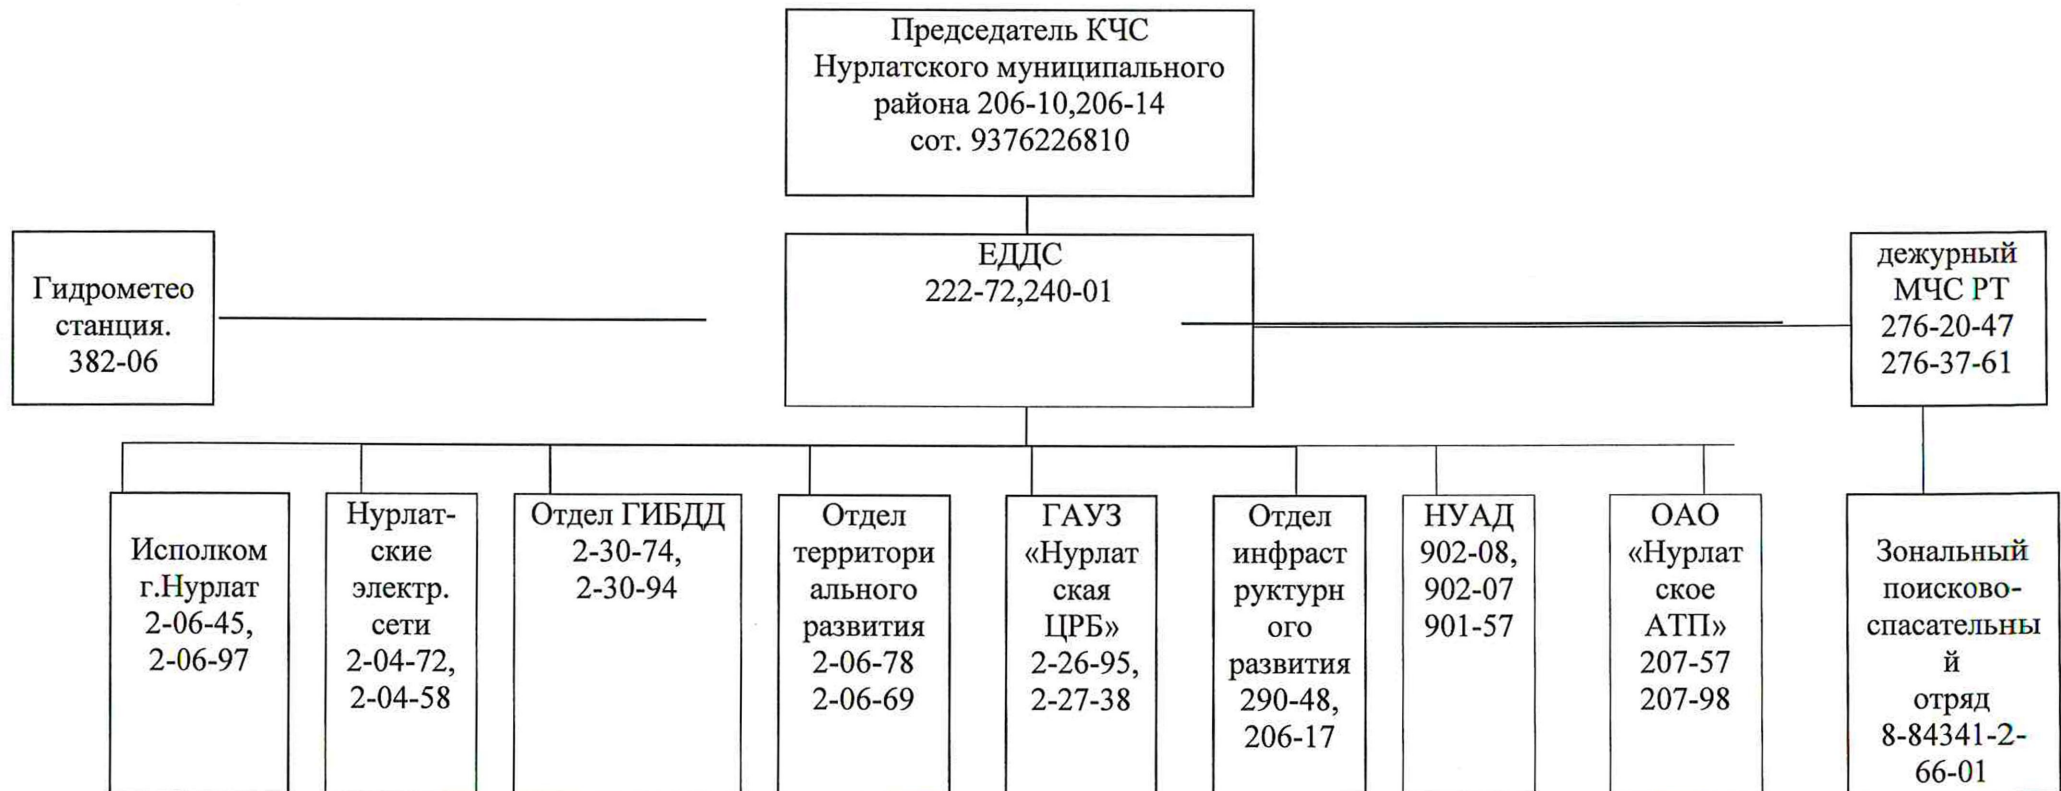 Председатель КЧС
Нурлатского муниципального
района 206-10,206-14
сот. 9376226810
Гидрометео
станция.
382-06
ЕДДС
222-72,240-01
дежурный
МЧС РТ
276-20-47
276-37-61
Исполком
г.Нурлат
2-06-45,
2-06-97
Нурлат-
ские
электр.
сети
2-04-72,
2-04-58
Отдел ГИБДД
2-30-74,
2-30-94
Отдел
территори
ального
развития
2-06-78
2-06-69
ГАУЗ
«Нурлат
ская
ЦРБ»
2-26-95,
2-27-38
Отдел
инфраст
руктурн
ого
развития
290-48,
206-17
НУАД
902-08,
902-07
901-57
ОАО
«Нурлат
ское
АТП»
207-57
207-98
Зональный
поисково-
спасательны
й
отряд
8-84341-2-
66-01